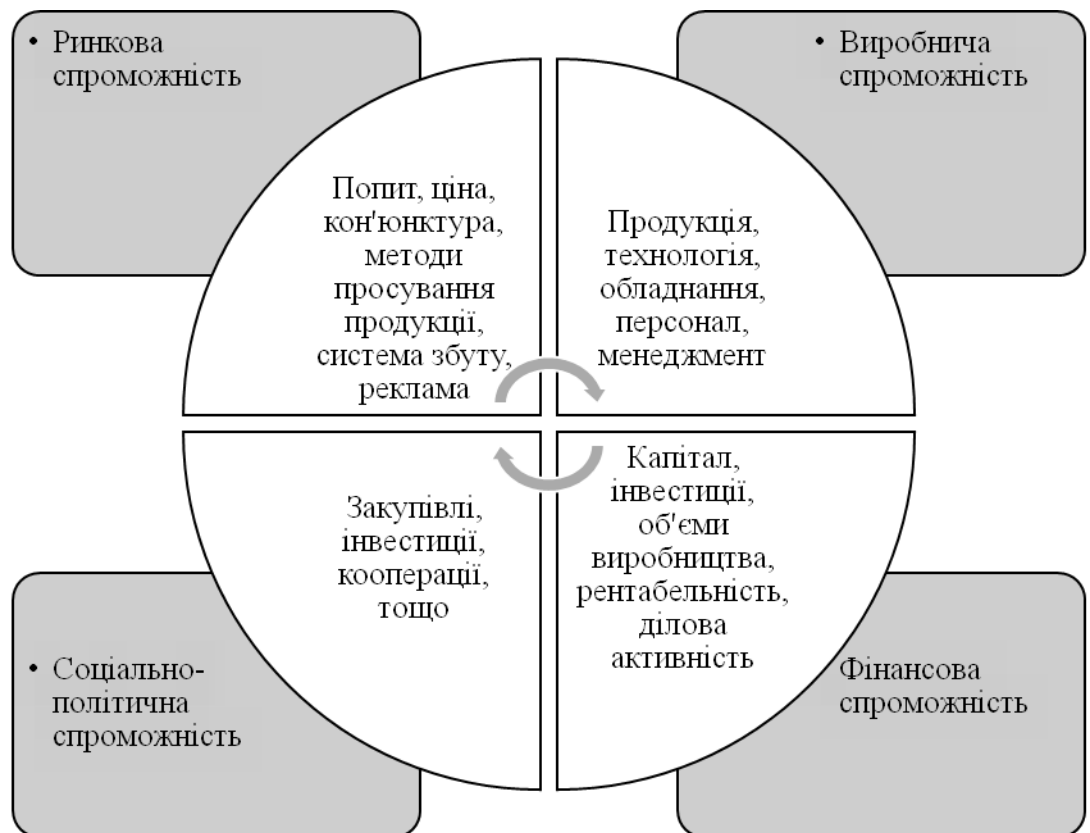 • Ринкова
спроможність
• Виробнича
спроможність
Попит, ціна,
кон'юнктура,
методи
просування
продукції,
система збуту,
реклама
Продукція,
технологія,
обладнання,
персонал,
менеджмент
Закупівлі,
інвестиції,
кооперації,
тощо
Капітал,
інвестиції,
об'єми
виробництва,
рентабельність,
ділова
активність
• Соціально-
політична
спроможність
Фінансова
спроможність